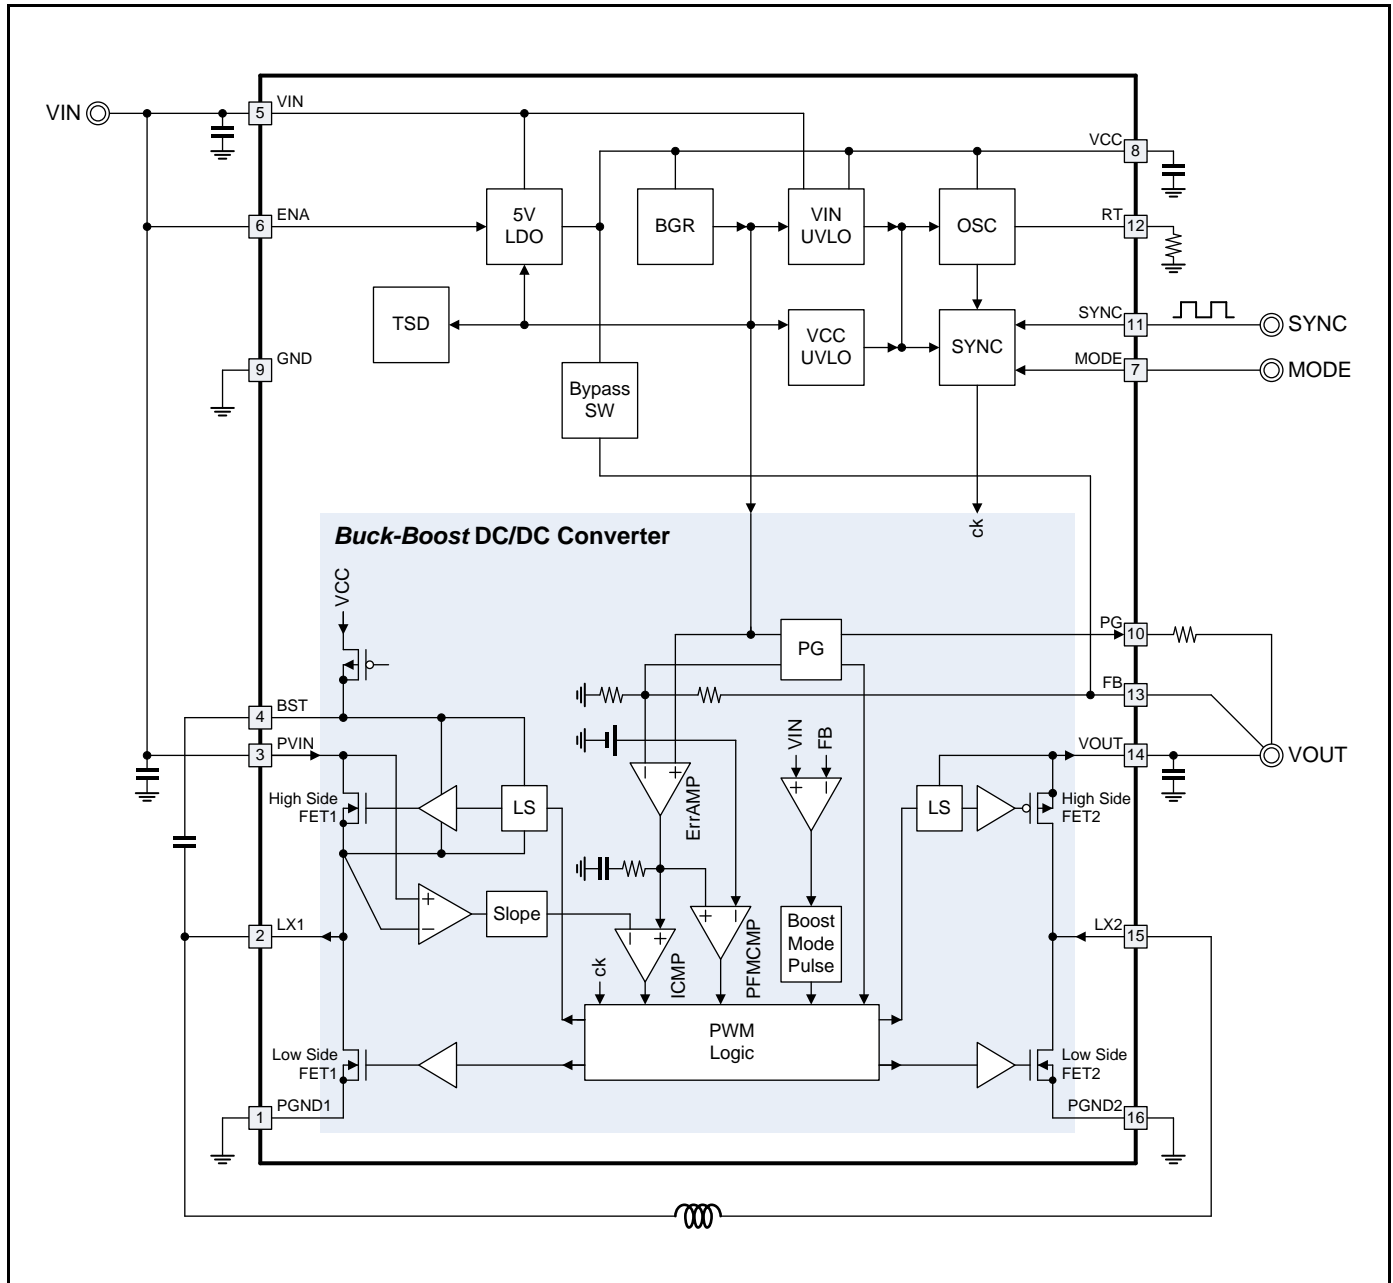 VIN
5
VIN
VCC
8
6
ENA
5V
LDO
BGR
VIN
UVLO
OSC
RT
12
TSD
VCC
UVLO
SYNC
SYNC
11
SYNC
MODE
7
MODE
9
GND
Bypass
SW
ck
Buck-Boost DC/DC Converter
VCC
PG
PG
10
FB
13
4
BST
3
PVIN
VIN
FB
VOUT
14
VOUT
+
+
High Side
FET1
LS
ErrAMP
LS
High Side
FET2
+
Slope
+
+
Boost
Mode
Pulse
2
LX1
LX2
15
ck
ICMP
PFMCMP
PWM
Logic
Low Side
FET1
Low Side
FET2
1
PGND1
PGND2
16